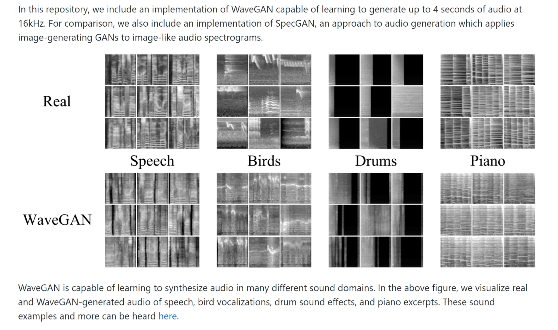 In this repository, we include an implementation of WaveGAN capable of learning to generate up to 4 seconds of audio at
16kHz. For comparison, we also include an implementation of SpecGAN, an approach to audio generation which applies
image-generating GANs to image-like audio spectrograms.
Real
Speech Birds Drums Piano
WaveGAN
WaveGAN is capable of learning to synthesize audio in many different sound domains. In the above figure, we visualize real
and WaveGAN-generated audio of speech, bird vocalizations, drum sound effects, and piano excerpts. These sound
examples and more can be heard here.